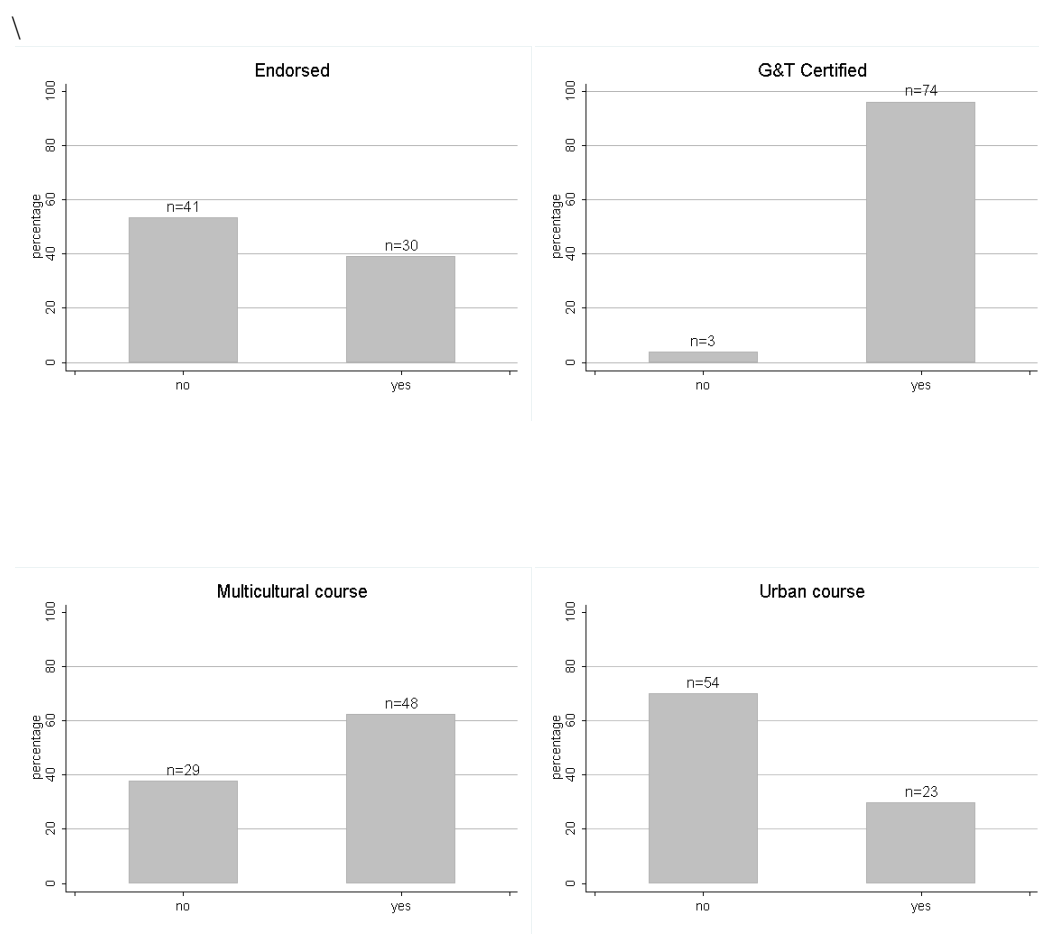 \
Endorsed
percentage
100
80
60
40
20
0
n=41
n=30
no
yes
G&T Certified
percentage
100
80
60
40
20
0
n=3
n=74
no
yes
Multicultural course
percentage
100
80
60
40
20
0
n=29
n=48
no
yes
Urban course
percentage
100
80
60
40
20
0
n=54
n=23
no
yes